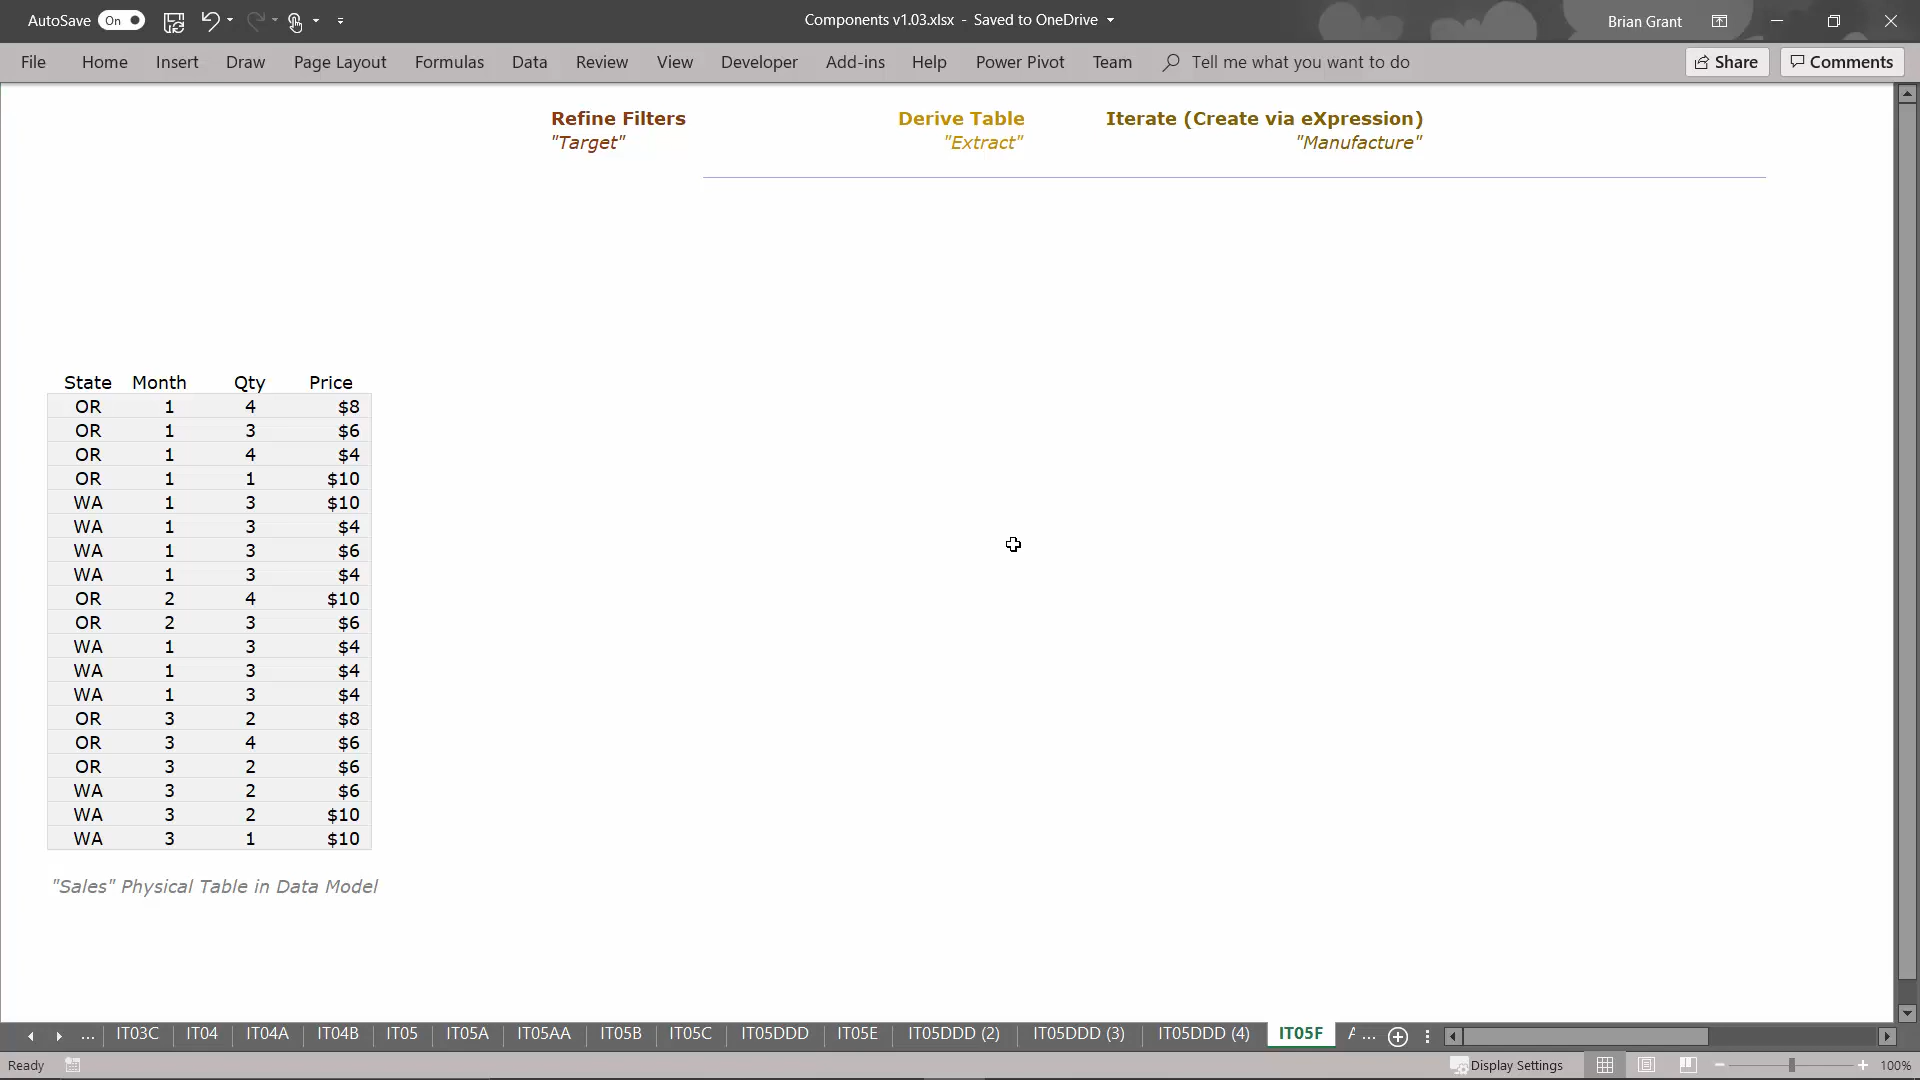 AutoSave On
Components v1.03.xlsx - Saved to OneDrive
Brian Grant
File Home Insert Draw Page Layout Formulas Data Review View Developer Add-ins Help Power Pivot Team Tell me what you want to do Share Comments
Refine Filters Derive Table Iterate (Create via eXpression)
"Target" "Extract" "Manufacture"
State Month Qty Price
OR 1 4 $8
OR 1 3 $6
OR 1 4 $4
OR 1 1 $10
WA 1 3 $10
WA 1 3 $4
WA 1 3 $6
WA 1 3 $4
OR 2 4 $10
OR 2 3 $6
WA 1 3 $4
WA 1 3 $4
WA 1 3 $4
OR 3 2 $8
OR 3 4 $6
OR 3 2 $6
WA 3 2 $6
WA 3 2 $10
WA 3 1 $10
"Sales" Physical Table in Data Model
... IT03C IT04 IT04A IT04B IT05 IT05A IT05AA IT05B IT05C IT05DDD IT05E IT05DDD (2) IT05DDD (3) IT05DDD (4) IT05F ...
Ready Display Settings 100%